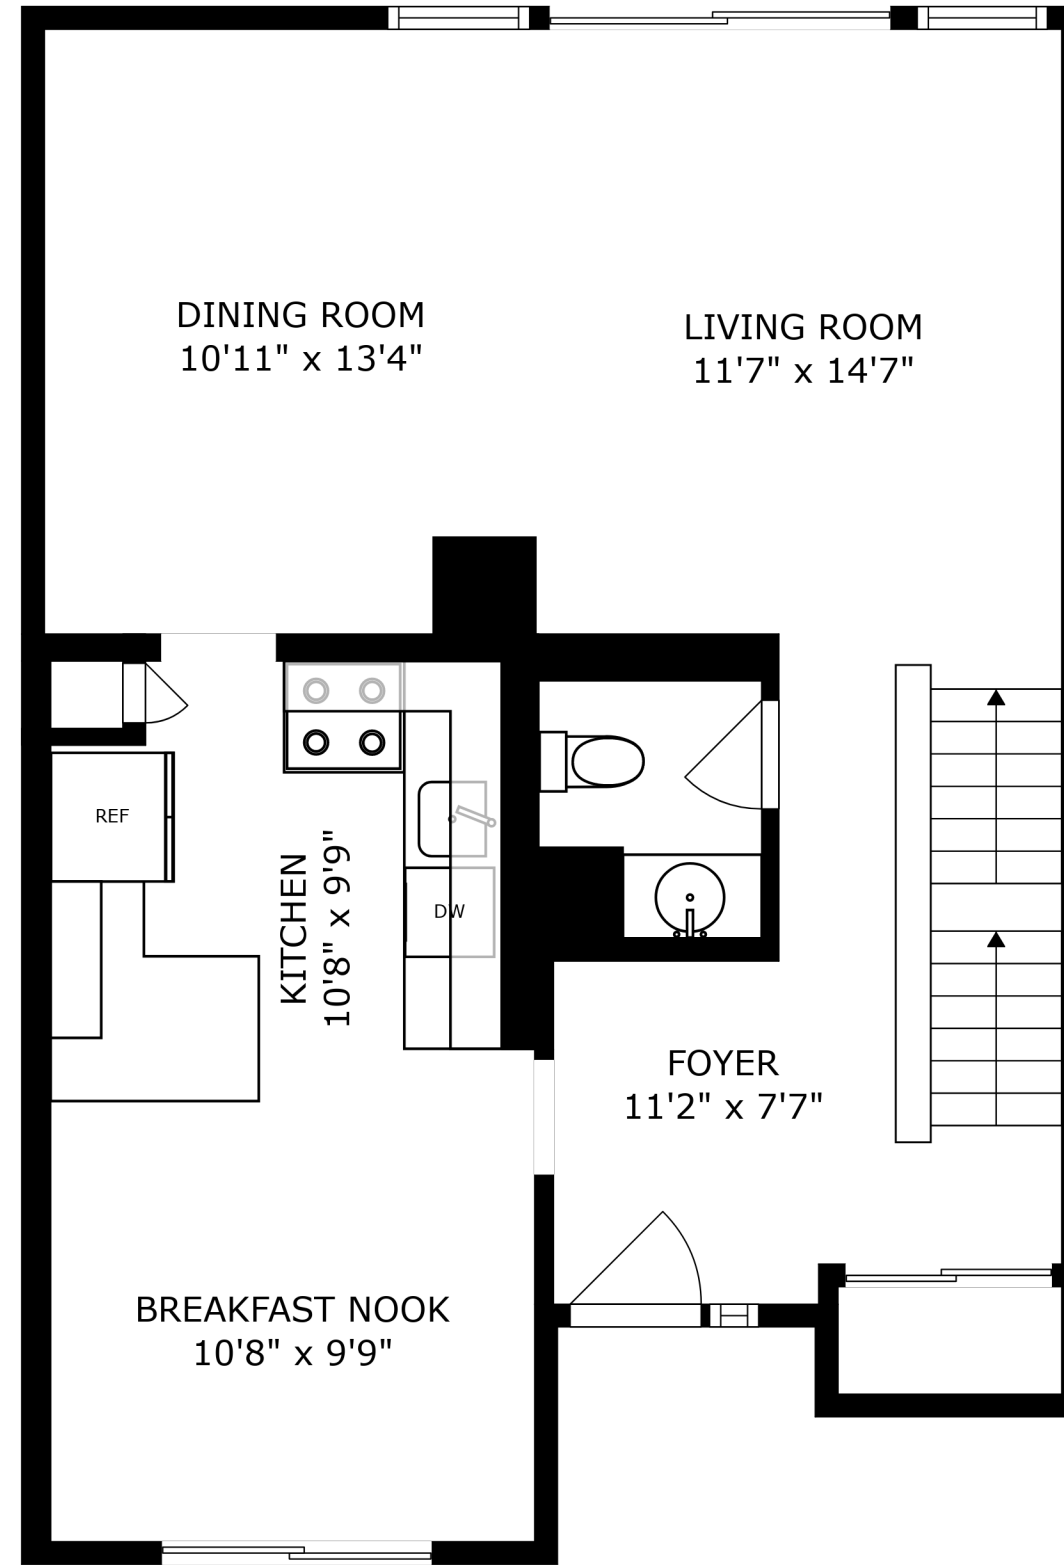 DINING ROOM
10'11" x 13'4"
LIVING ROOM
11'7" x 14'7"
REF
KITCHEN
10'8" x 9'9"
DW
FOYER
11'2" x 7'7"
BREAKFAST NOOK
10'8" x 9'9"